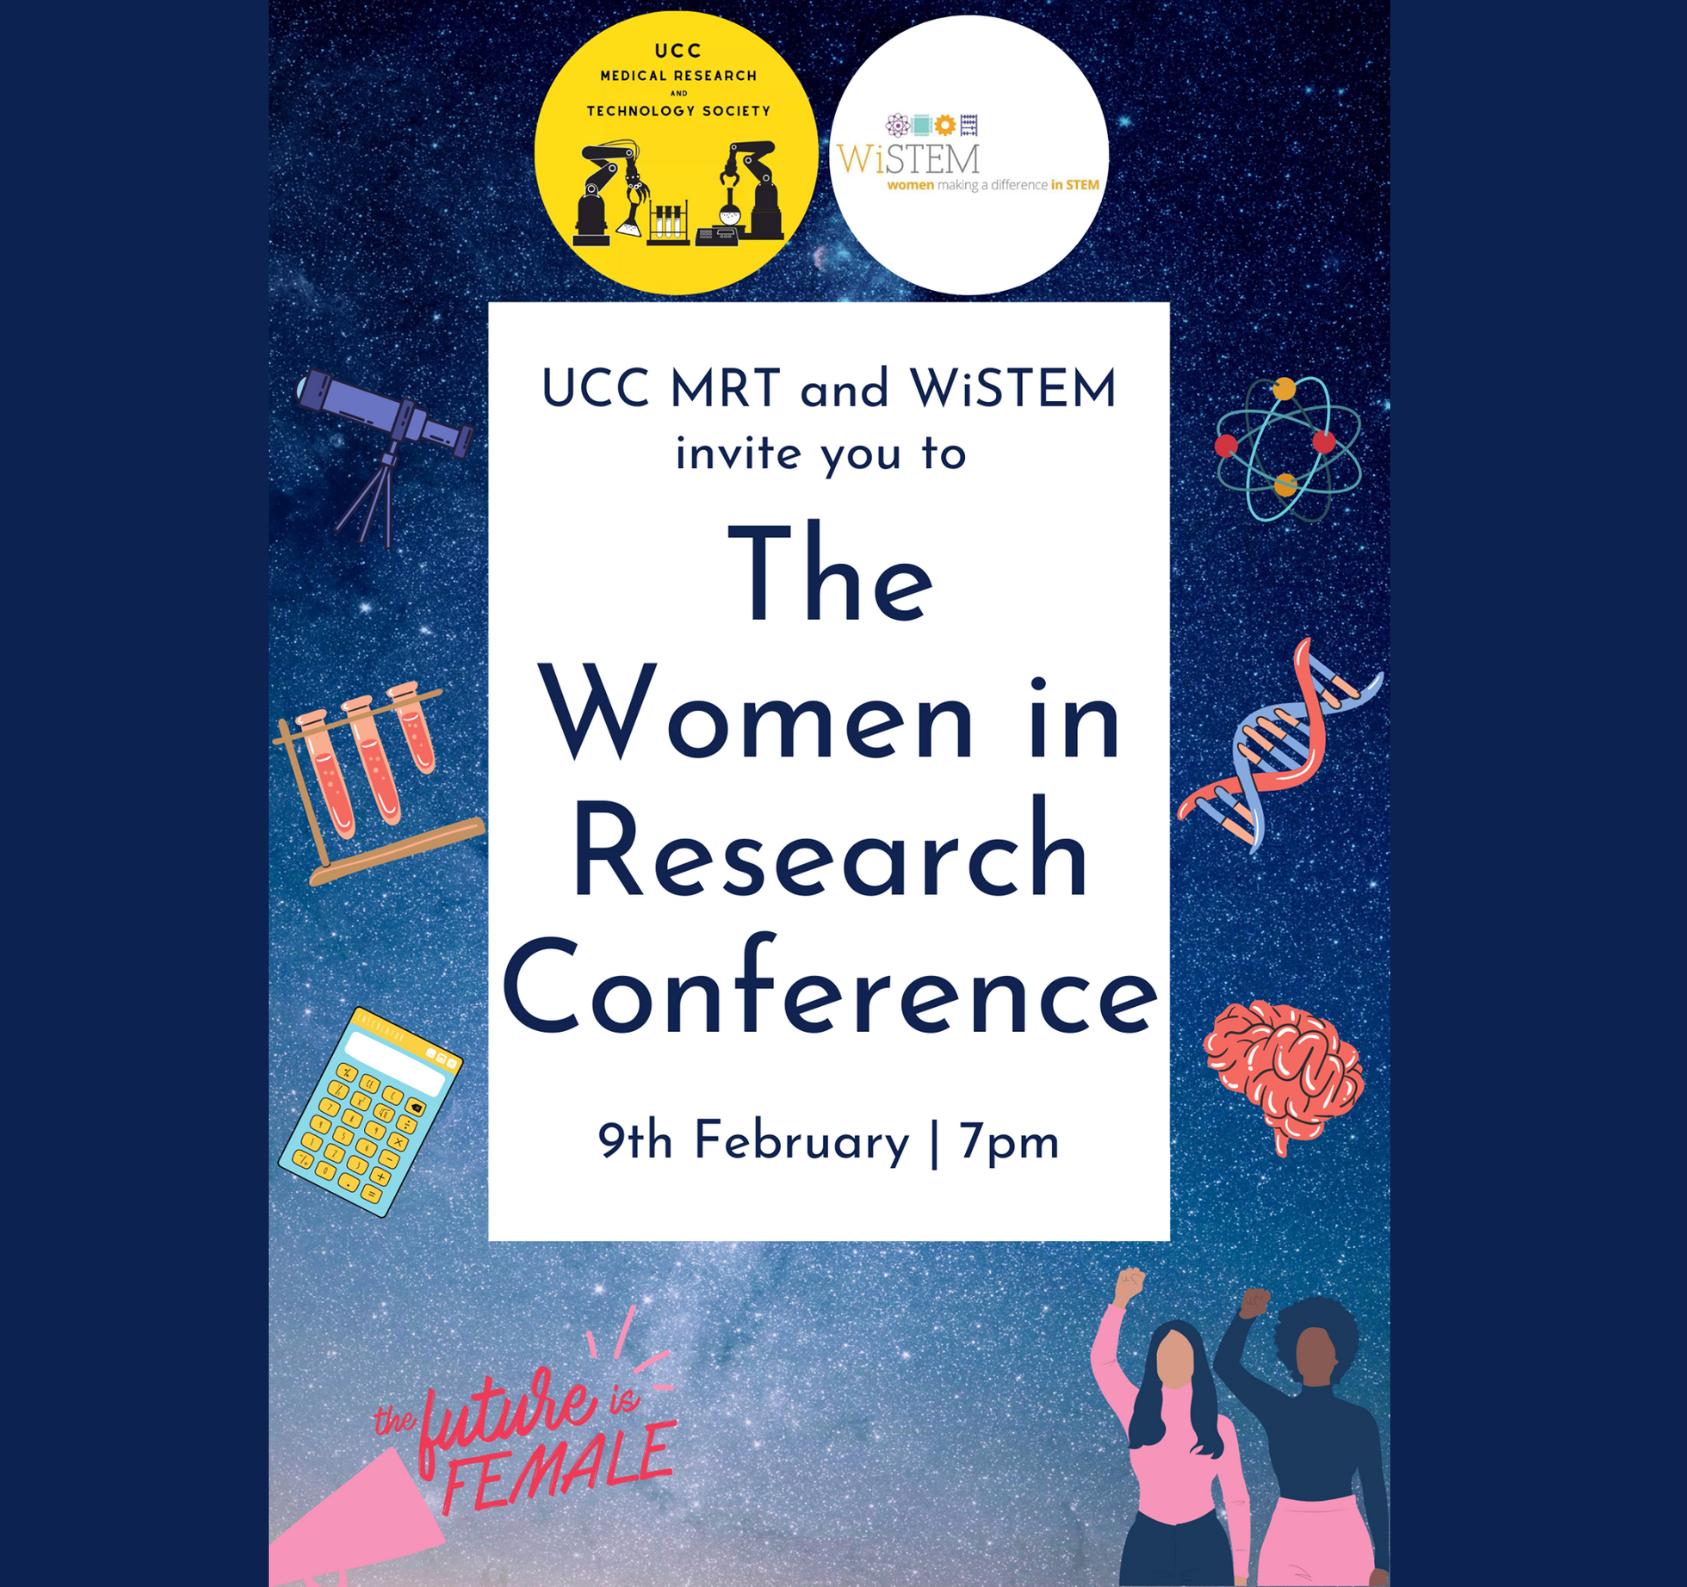 UCC
MEDICAL RESEARCH
AND
TECHNOLOGY SOCIETY
WiSTEM
women making a difference in STEM
UCC MRT and WiSTEM
invite you to
The
Women in
Research
Conference
9th February | 7pm
the future is
FEMALE